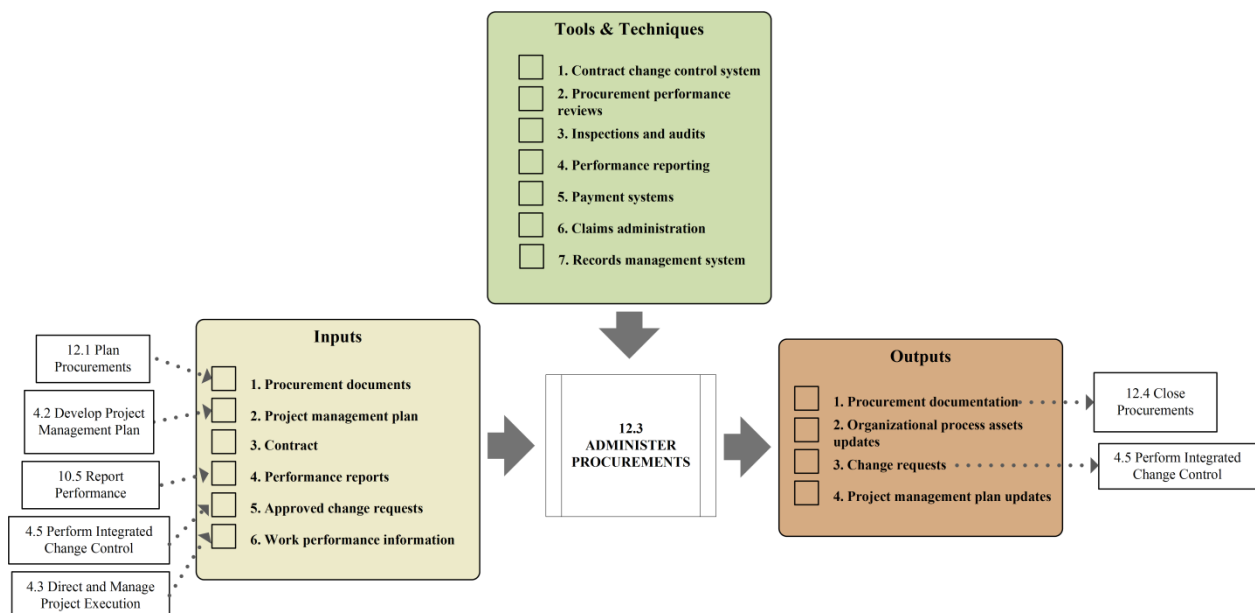 Tools & Techniques
1. Contract change control system
2. Procurement performance
reviews
3. Inspections and audits
4. Performance reporting
5. Payment systems
6. Claims administration
7. Records management system
12.1 Plan
Procurements
4.2 Develop Project
Management Plan
10.5 Report
Performance
4.5 Perform Integrated
Change Control
4.3 Direct and Manage
Project Execution
Inputs
1. Procurement documents
2. Project management plan
3. Contract
4. Performance reports
5. Approved change requests
6. Work performance information
12.3
ADMINISTER
PROCUREMENTS
Outputs
1. Procurement documentation
2. Organizational process assets
updates
3. Change requests
4. Project management plan updates
12.4 Close
Procurements
4.5 Perform Integrated
Change Control